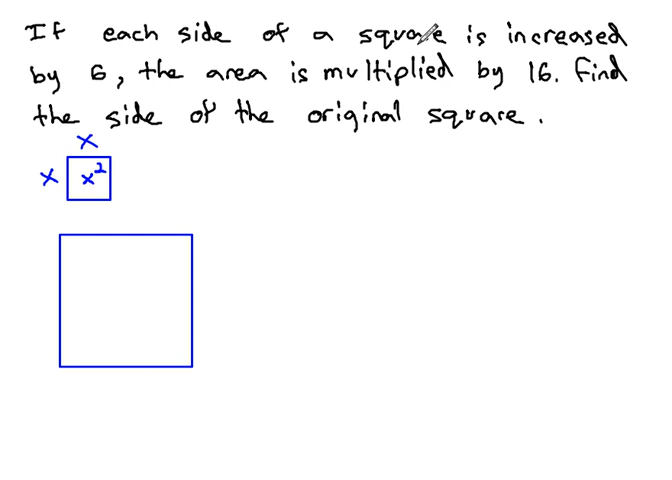 If each side of a square is increased
by 6, the area is multiplied by 16. Find
the side of the original square.
x
x x²